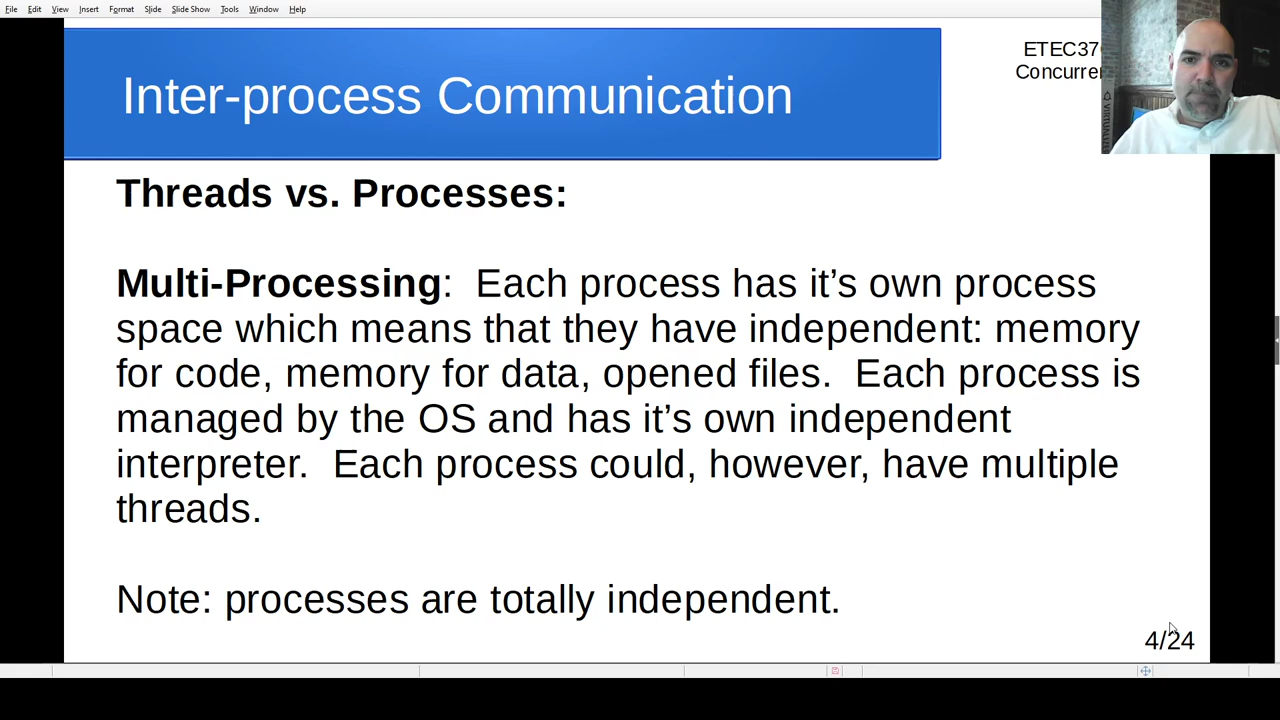 File Edit View Insert Format Slide Slide Show Tools Window Help
Inter-process Communication
Threads vs. Processes:
Multi-Processing:  Each process has it’s own process
space which means that they have independent: memory
for code, memory for data, opened files.  Each process is
managed by the OS and has it’s own independent
interpreter.  Each process could, however, have multiple
threads.
Note: processes are totally independent.
4/24